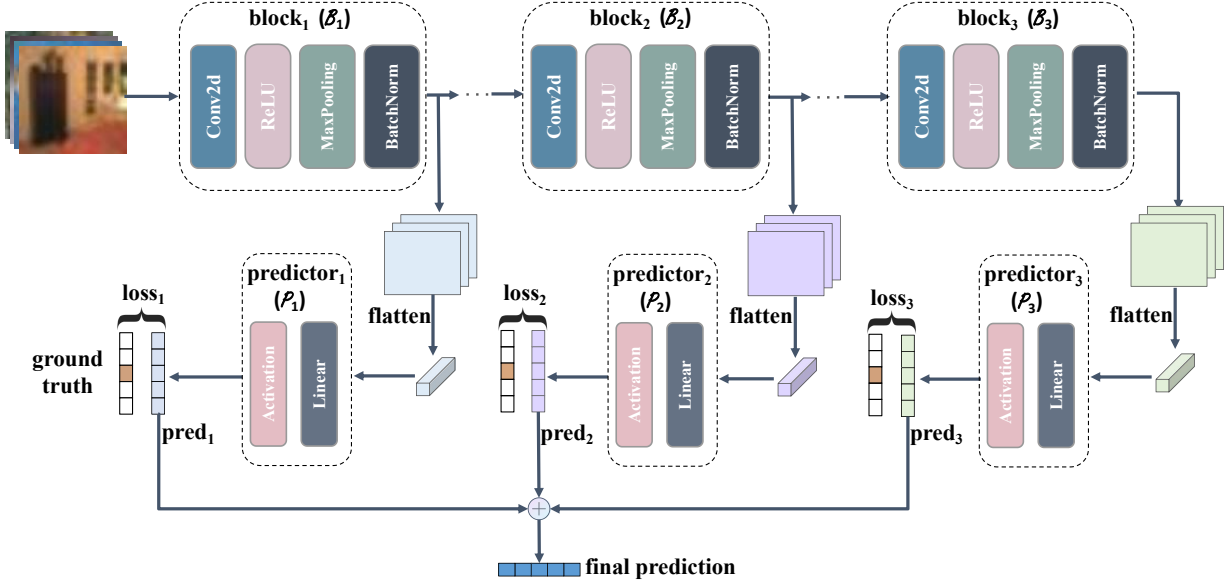 block₁ (ℬ₁)
block₂ (ℬ₂)
block₃ (ℬ₃)
Conv2d
ReLU
MaxPooling
BatchNorm
Conv2d
ReLU
MaxPooling
BatchNorm
Conv2d
ReLU
MaxPooling
BatchNorm
predictor₁
(𝒫₁)
predictor₂
(𝒫₂)
predictor₃
(𝒫₃)
loss₁
loss₂
loss₃
flatten
flatten
flatten
ground
truth
Activation
Linear
Activation
Linear
Activation
Linear
pred₁
pred₂
pred₃
+
final prediction